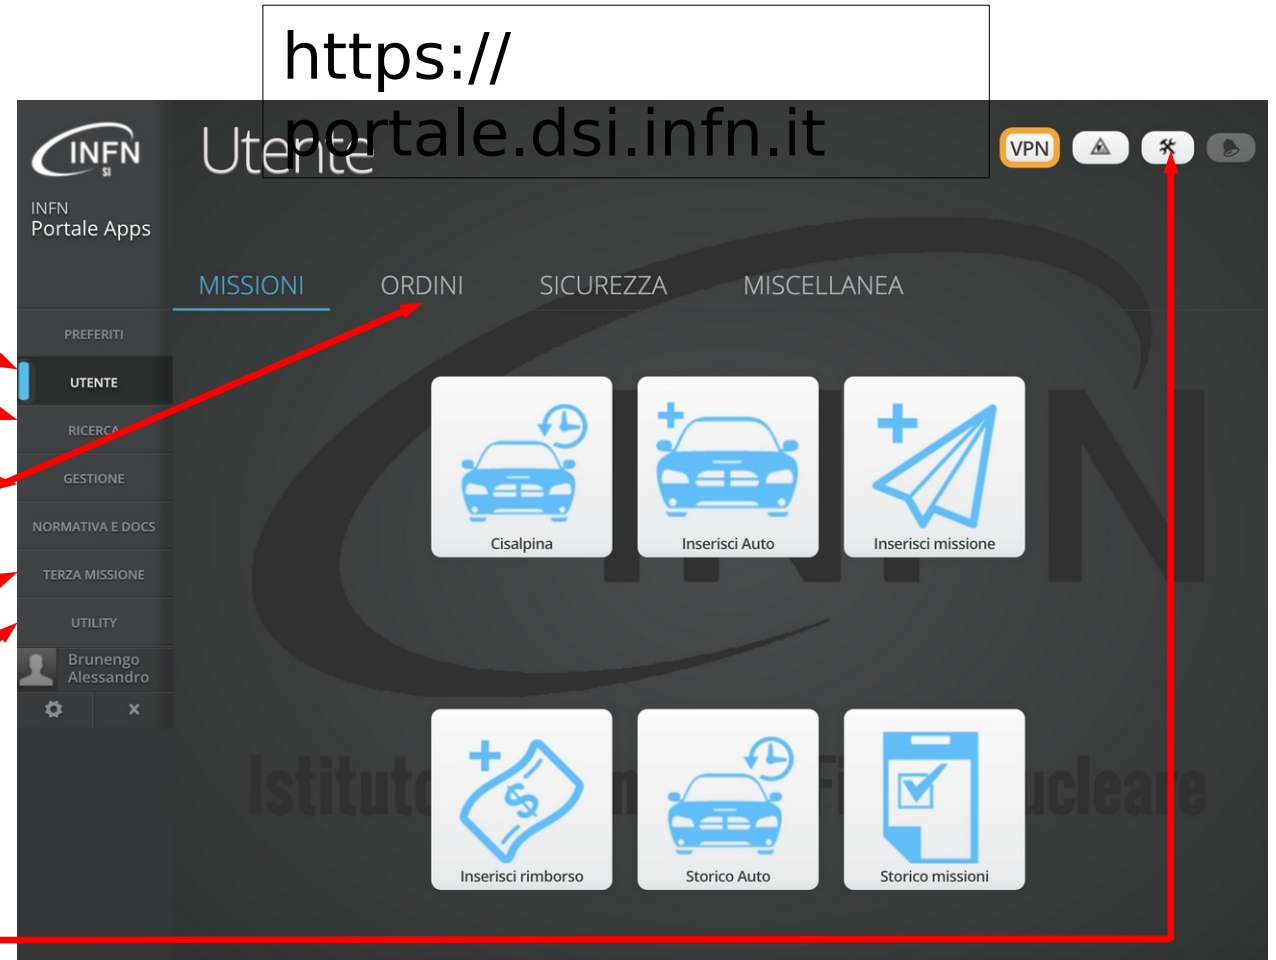 https://
portale.dsi.infn.it
INFN
SI
Utente
VPN
INFN
Portale Apps
MISSIONI
ORDINI
SICUREZZA
MISCELLANEA
PREFERITI
UTENTE
RICERCA
GESTIONE
NORMATIVA E DOCS
TERZA MISSIONE
UTILITY
Brunengo
Alessandro
x
Cisalpina
Inserisci Auto
Inserisci missione
Inserisci rimborso
Storico Auto
Storico missioni
INFN
Istituto